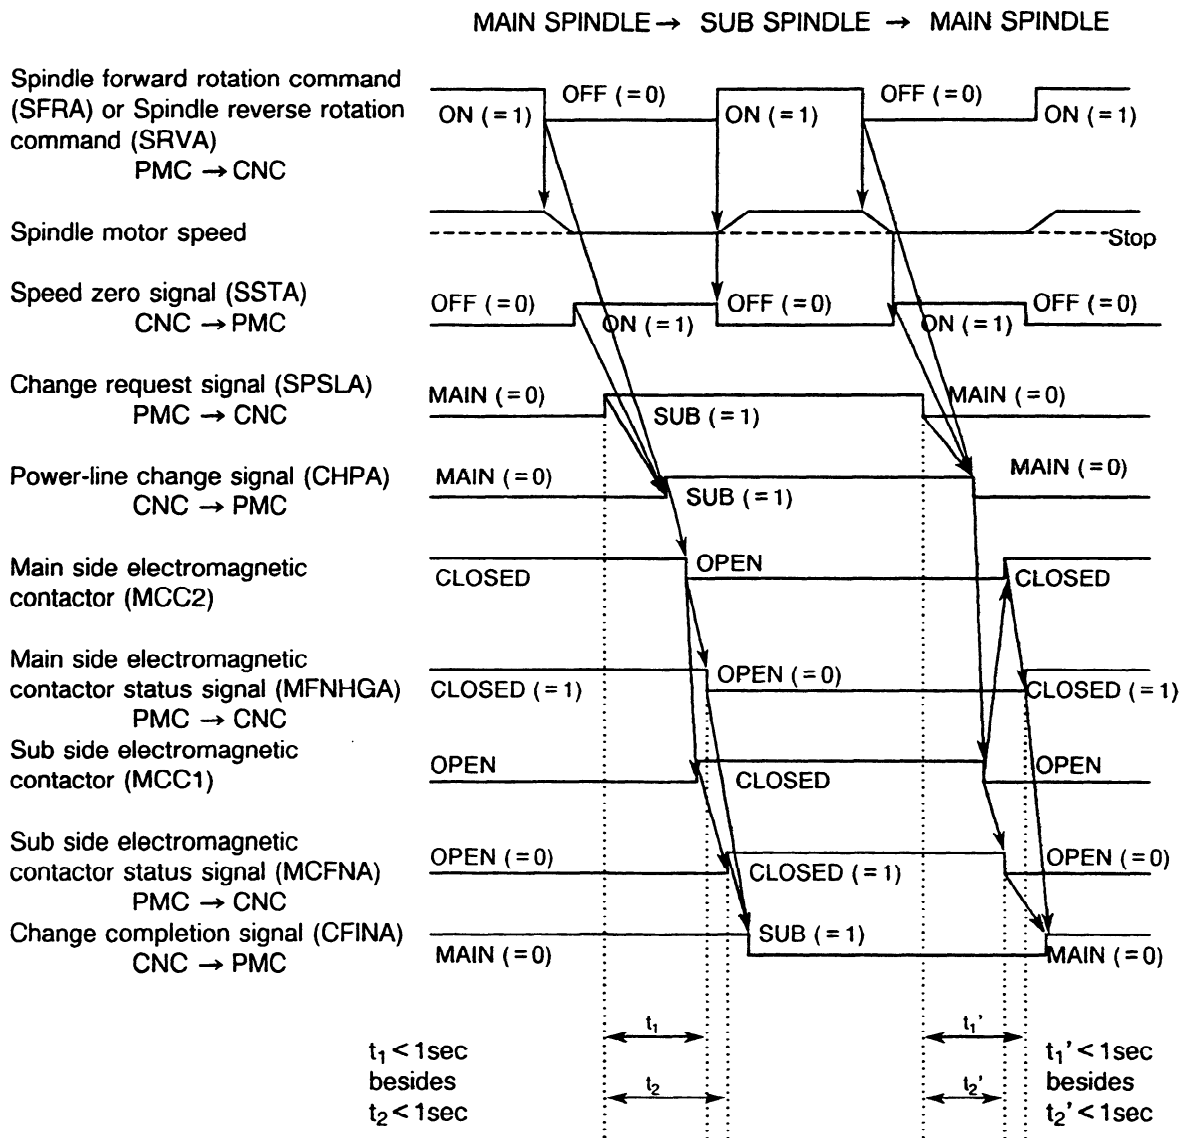 MAIN SPINDLE → SUB SPINDLE → MAIN SPINDLE
Spindle forward rotation command
(SFRA) or Spindle reverse rotation
command (SRVA)
PMC → CNC
ON (=1)
OFF (=0)
ON (=1)
OFF (=0)
ON (=1)
Spindle motor speed
Stop
Speed zero signal (SSTA)
CNC → PMC
OFF (=0)
ON (=1)
OFF (=0)
ON (=1)
OFF (=0)
Change request signal (SPSLA)
PMC → CNC
MAIN (=0)
SUB (=1)
MAIN (=0)
Power-line change signal (CHPA)
CNC → PMC
MAIN (=0)
SUB (=1)
MAIN (=0)
Main side electromagnetic
contactor (MCC2)
CLOSED
OPEN
CLOSED
Main side electromagnetic
contactor status signal (MFNHGA)
PMC → CNC
CLOSED (=1)
OPEN (=0)
CLOSED (=1)
Sub side electromagnetic
contactor (MCC1)
OPEN
CLOSED
OPEN
Sub side electromagnetic
contactor status signal (MCFNA)
PMC → CNC
OPEN (=0)
CLOSED (=1)
OPEN (=0)
Change completion signal (CFINA)
CNC → PMC
MAIN (=0)
SUB (=1)
MAIN (=0)
t1
t1'
t1 < 1sec
besides
t2 < 1sec
t2
t2'
t1' < 1sec
besides
t2' < 1sec